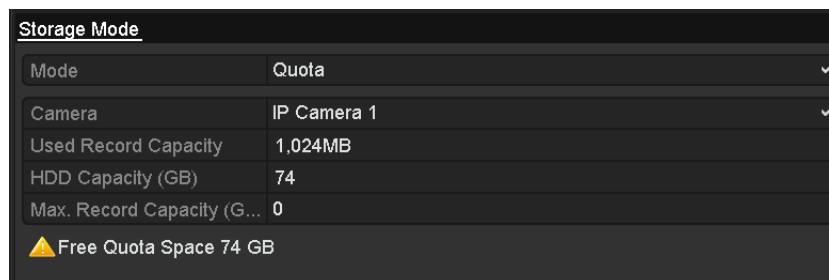 Storage Mode
Mode Quota
Camera IP Camera 1
Used Record Capacity 1,024MB
HDD Capacity (GB) 74
Max. Record Capacity (G... 0
Free Quota Space 74 GB